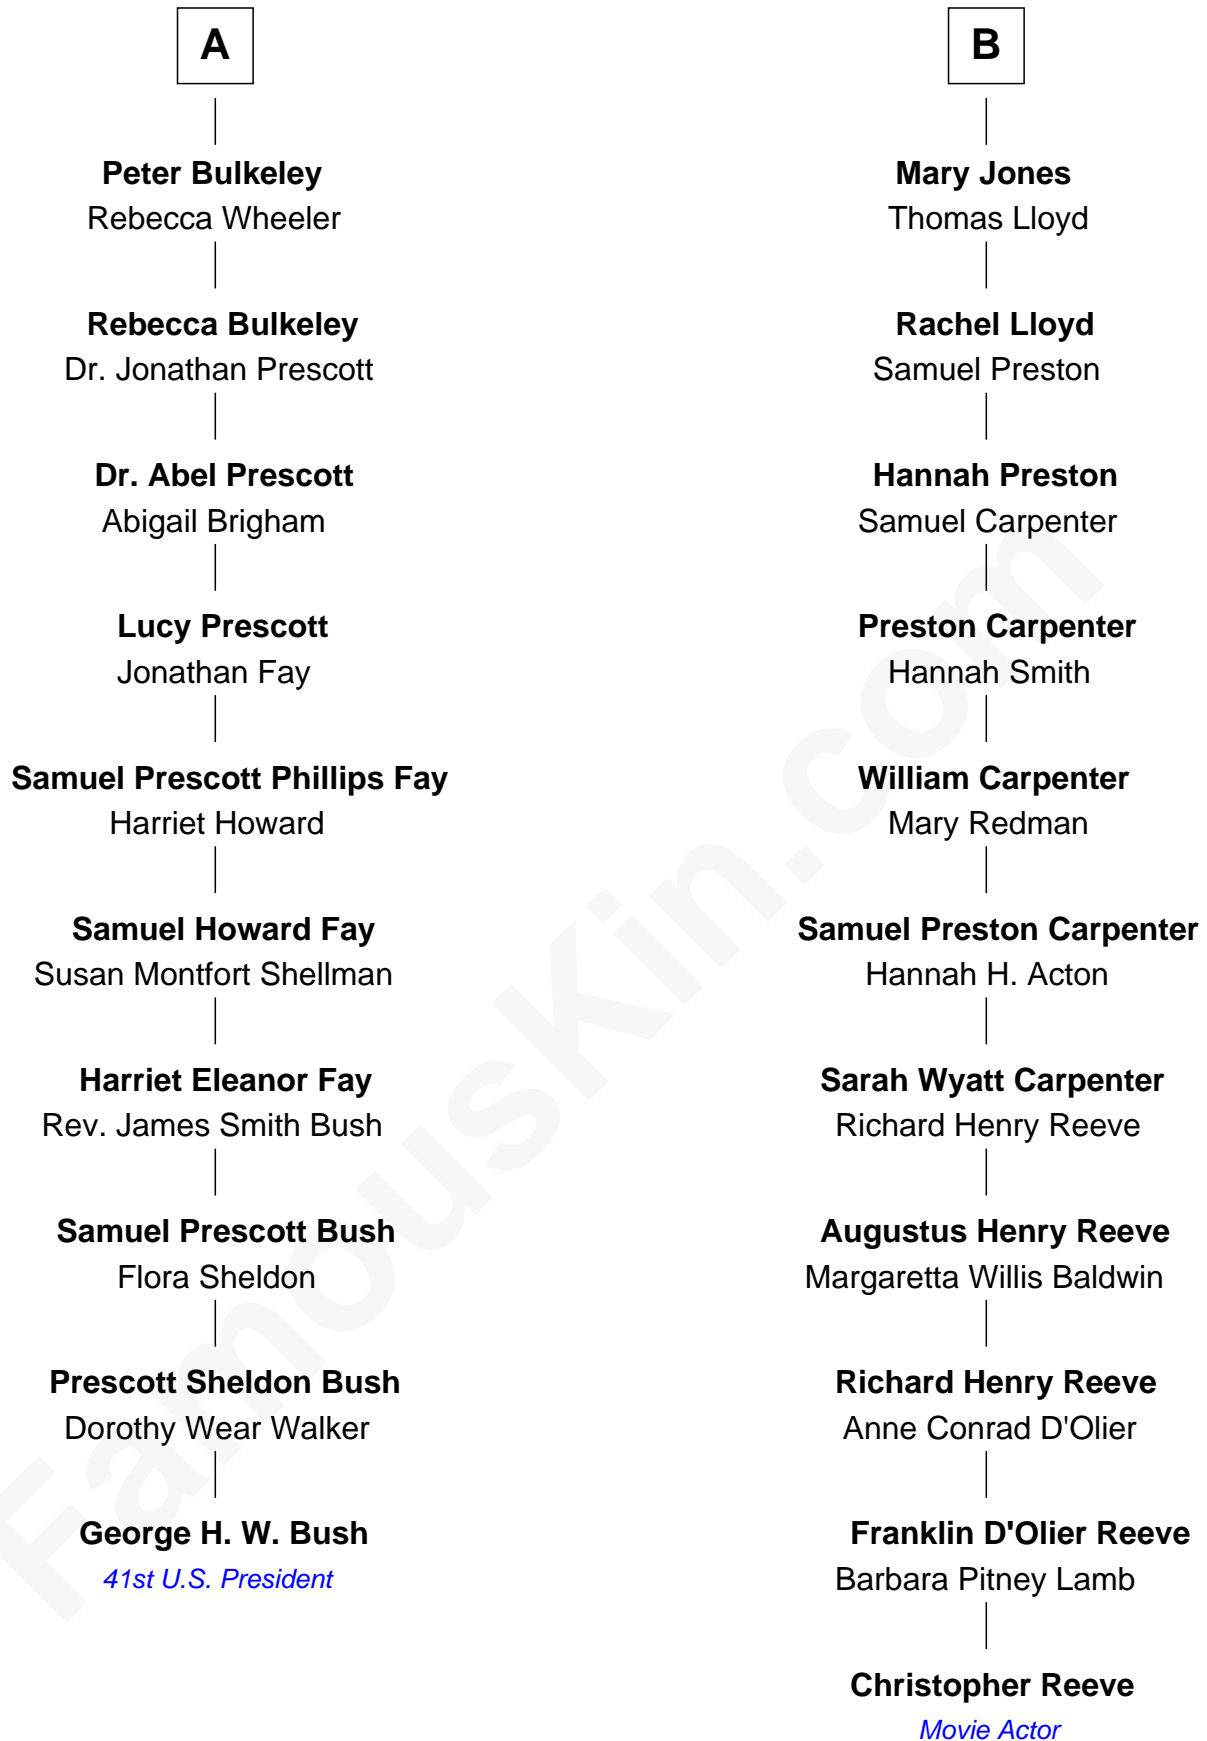 A
Peter Bulkeley
Rebecca Wheeler
Rebecca Bulkeley
Dr. Jonathan Prescott
Dr. Abel Prescott
Abigail Brigham
Lucy Prescott
Jonathan Fay
Samuel Prescott Phillips Fay
Harriet Howard
Samuel Howard Fay
Susan Montfort Shellman
Harriet Eleanor Fay
Rev. James Smith Bush
Samuel Prescott Bush
Flora Sheldon
Prescott Sheldon Bush
Dorothy Wear Walker
George H. W. Bush
41st U.S. President
B
Mary Jones
Thomas Lloyd
Rachel Lloyd
Samuel Preston
Hannah Preston
Samuel Carpenter
Preston Carpenter
Hannah Smith
William Carpenter
Mary Redman
Samuel Preston Carpenter
Hannah H. Acton
Sarah Wyatt Carpenter
Richard Henry Reeve
Augustus Henry Reeve
Margaretta Willis Baldwin
Richard Henry Reeve
Anne Conrad D'Olier
Franklin D'Olier Reeve
Barbara Pitney Lamb
Christopher Reeve
Movie Actor
FamousKin.com